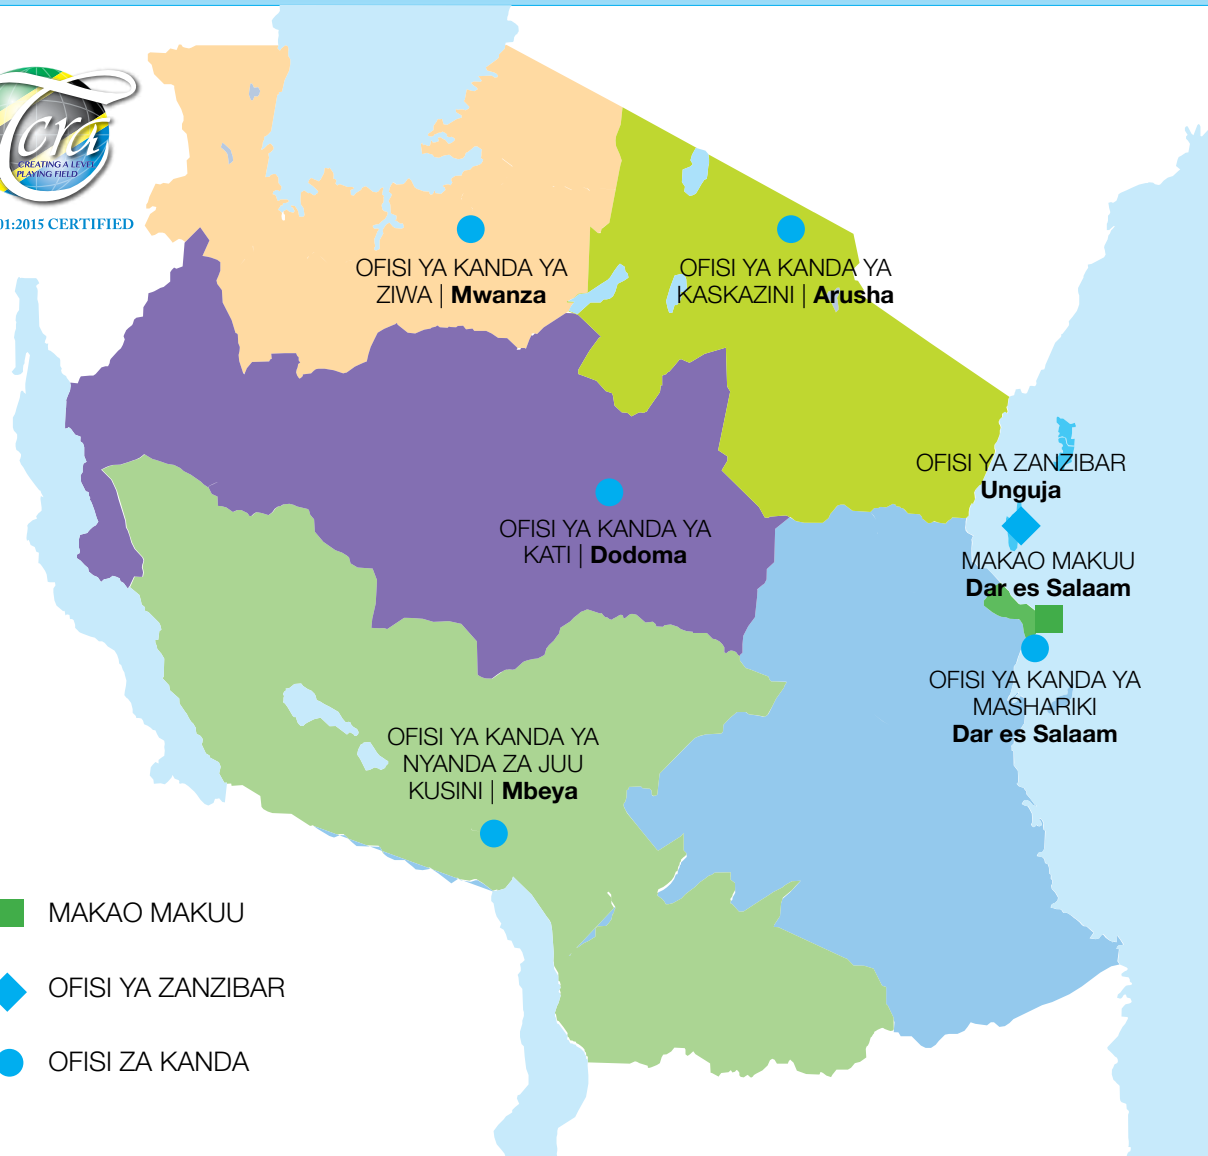 Tcra
CREATING A LEVEL
PLAYING FIELD
01:2015 CERTIFIED
OFISI YA KANDA YA
ZIWA | Mwanza
OFISI YA KANDA YA
KASKAZINI | Arusha
OFISI YA ZANZIBAR
Unguja
OFISI YA KANDA YA
KATI | Dodoma
MAKAO MAKUU
Dar es Salaam
OFISI YA KANDA YA
MASHARIKI
Dar es Salaam
OFISI YA KANDA YA
NYANDA ZA JUU
KUSINI | Mbeya
MAKAO MAKUU
OFISI YA ZANZIBAR
OFISI ZA KANDA